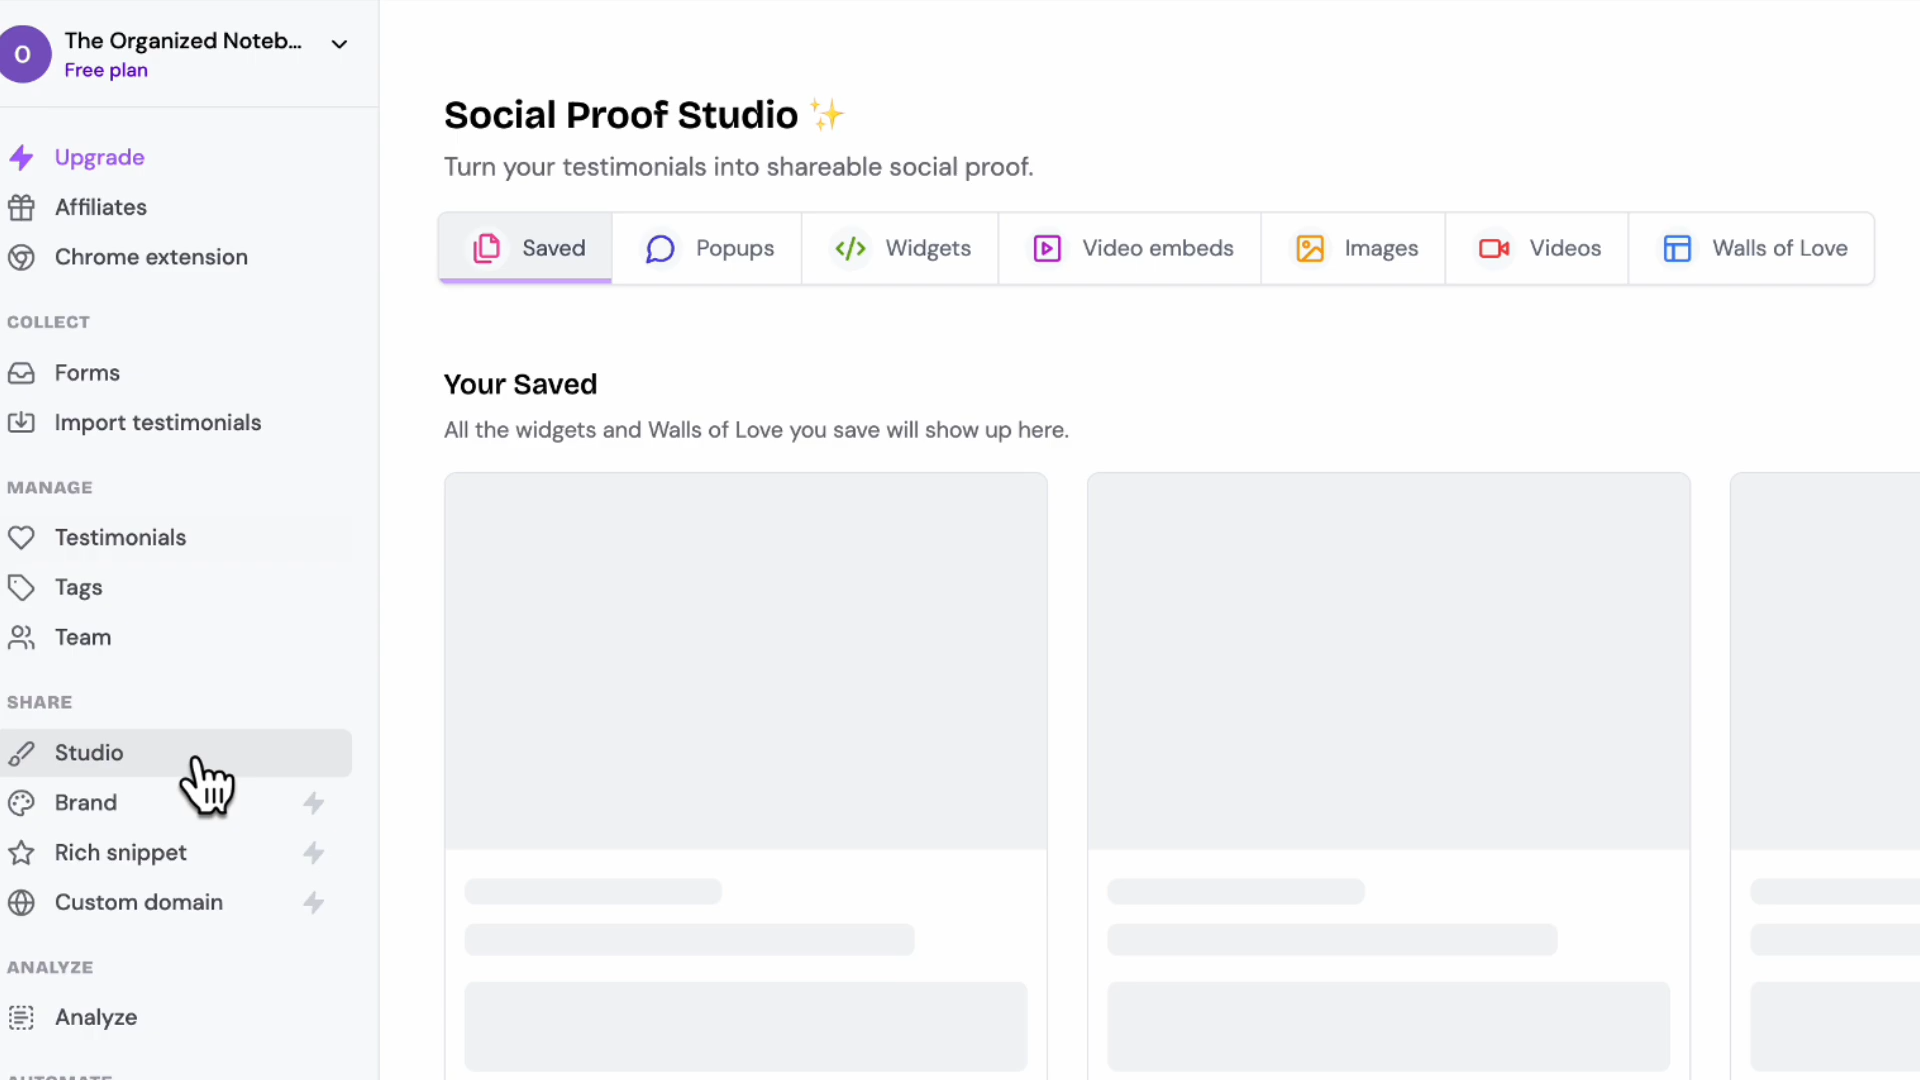 O
The Organized Noteb...
Free plan
Upgrade
Affiliates
Chrome extension
COLLECT
Forms
Import testimonials
MANAGE
Testimonials
Tags
Team
SHARE
Studio
Brand
Rich snippet
Custom domain
ANALYZE
Analyze
AUTOMATE
Social Proof Studio ✨
Turn your testimonials into shareable social proof.
Saved
Popups
Widgets
Video embeds
Images
Videos
Walls of Love
Your Saved
All the widgets and Walls of Love you save will show up here.